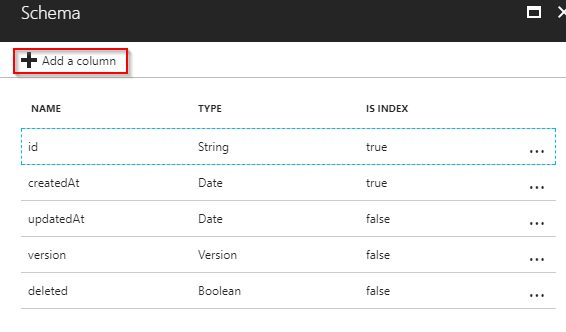 Schema
Add a column
NAME TYPE IS INDEX
id String true ...
createdAt Date true ...
updatedAt Date false ...
version Version false ...
deleted Boolean false ...